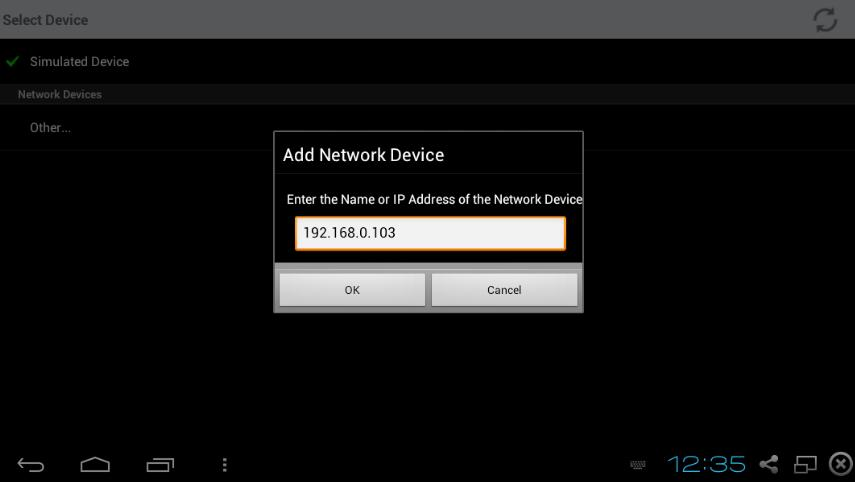 Select Device
Simulated Device
Network Devices
Other...
Add Network Device
Enter the Name or IP Address of the Network Device
192.168.0.103
OK
Cancel
12:35